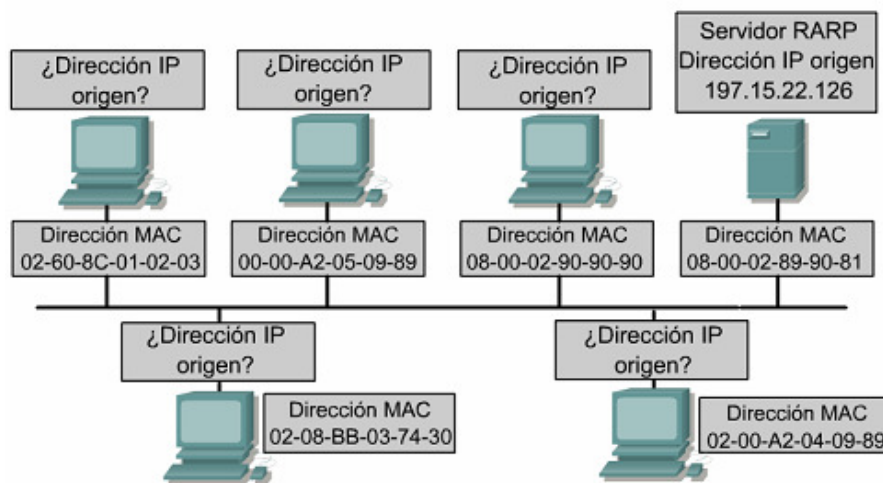 ¿Dirección IP
origen?
¿Dirección IP
origen?
¿Dirección IP
origen?
Servidor RARP
Dirección IP origen
197.15.22.126
Dirección MAC
02-60-8C-01-02-03
Dirección MAC
00-00-A2-05-09-89
Dirección MAC
08-00-02-90-90-90
Dirección MAC
08-00-02-89-90-81
¿Dirección IP
origen?
Dirección MAC
02-08-BB-03-74-30
¿Dirección IP
origen?
Dirección MAC
02-00-A2-04-09-89